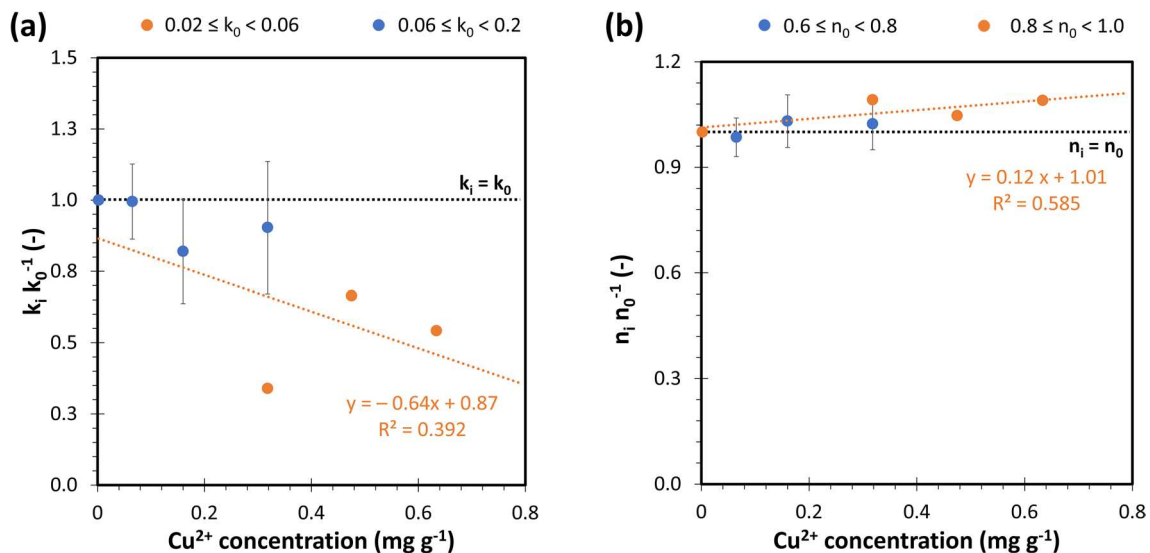 (a)
0.02 ≤ k₀ < 0.06
0.06 ≤ k₀ < 0.2
1.5
1.3
1.0
0.8
0.5
0.3
0.0
kᵢ k₀⁻¹ (-)
kᵢ = k₀
y = – 0.64x + 0.87
R² = 0.392
0
0.2
0.4
0.6
0.8
Cu²⁺ concentration (mg g⁻¹)
(b)
0.6 ≤ n₀ < 0.8
0.8 ≤ n₀ < 1.0
1.2
0.9
0.6
0.3
0.0
nᵢ n₀⁻¹ (-)
nᵢ = n₀
y = 0.12 x + 1.01
R² = 0.585
0
0.2
0.4
0.6
0.8
Cu²⁺ concentration (mg g⁻¹)